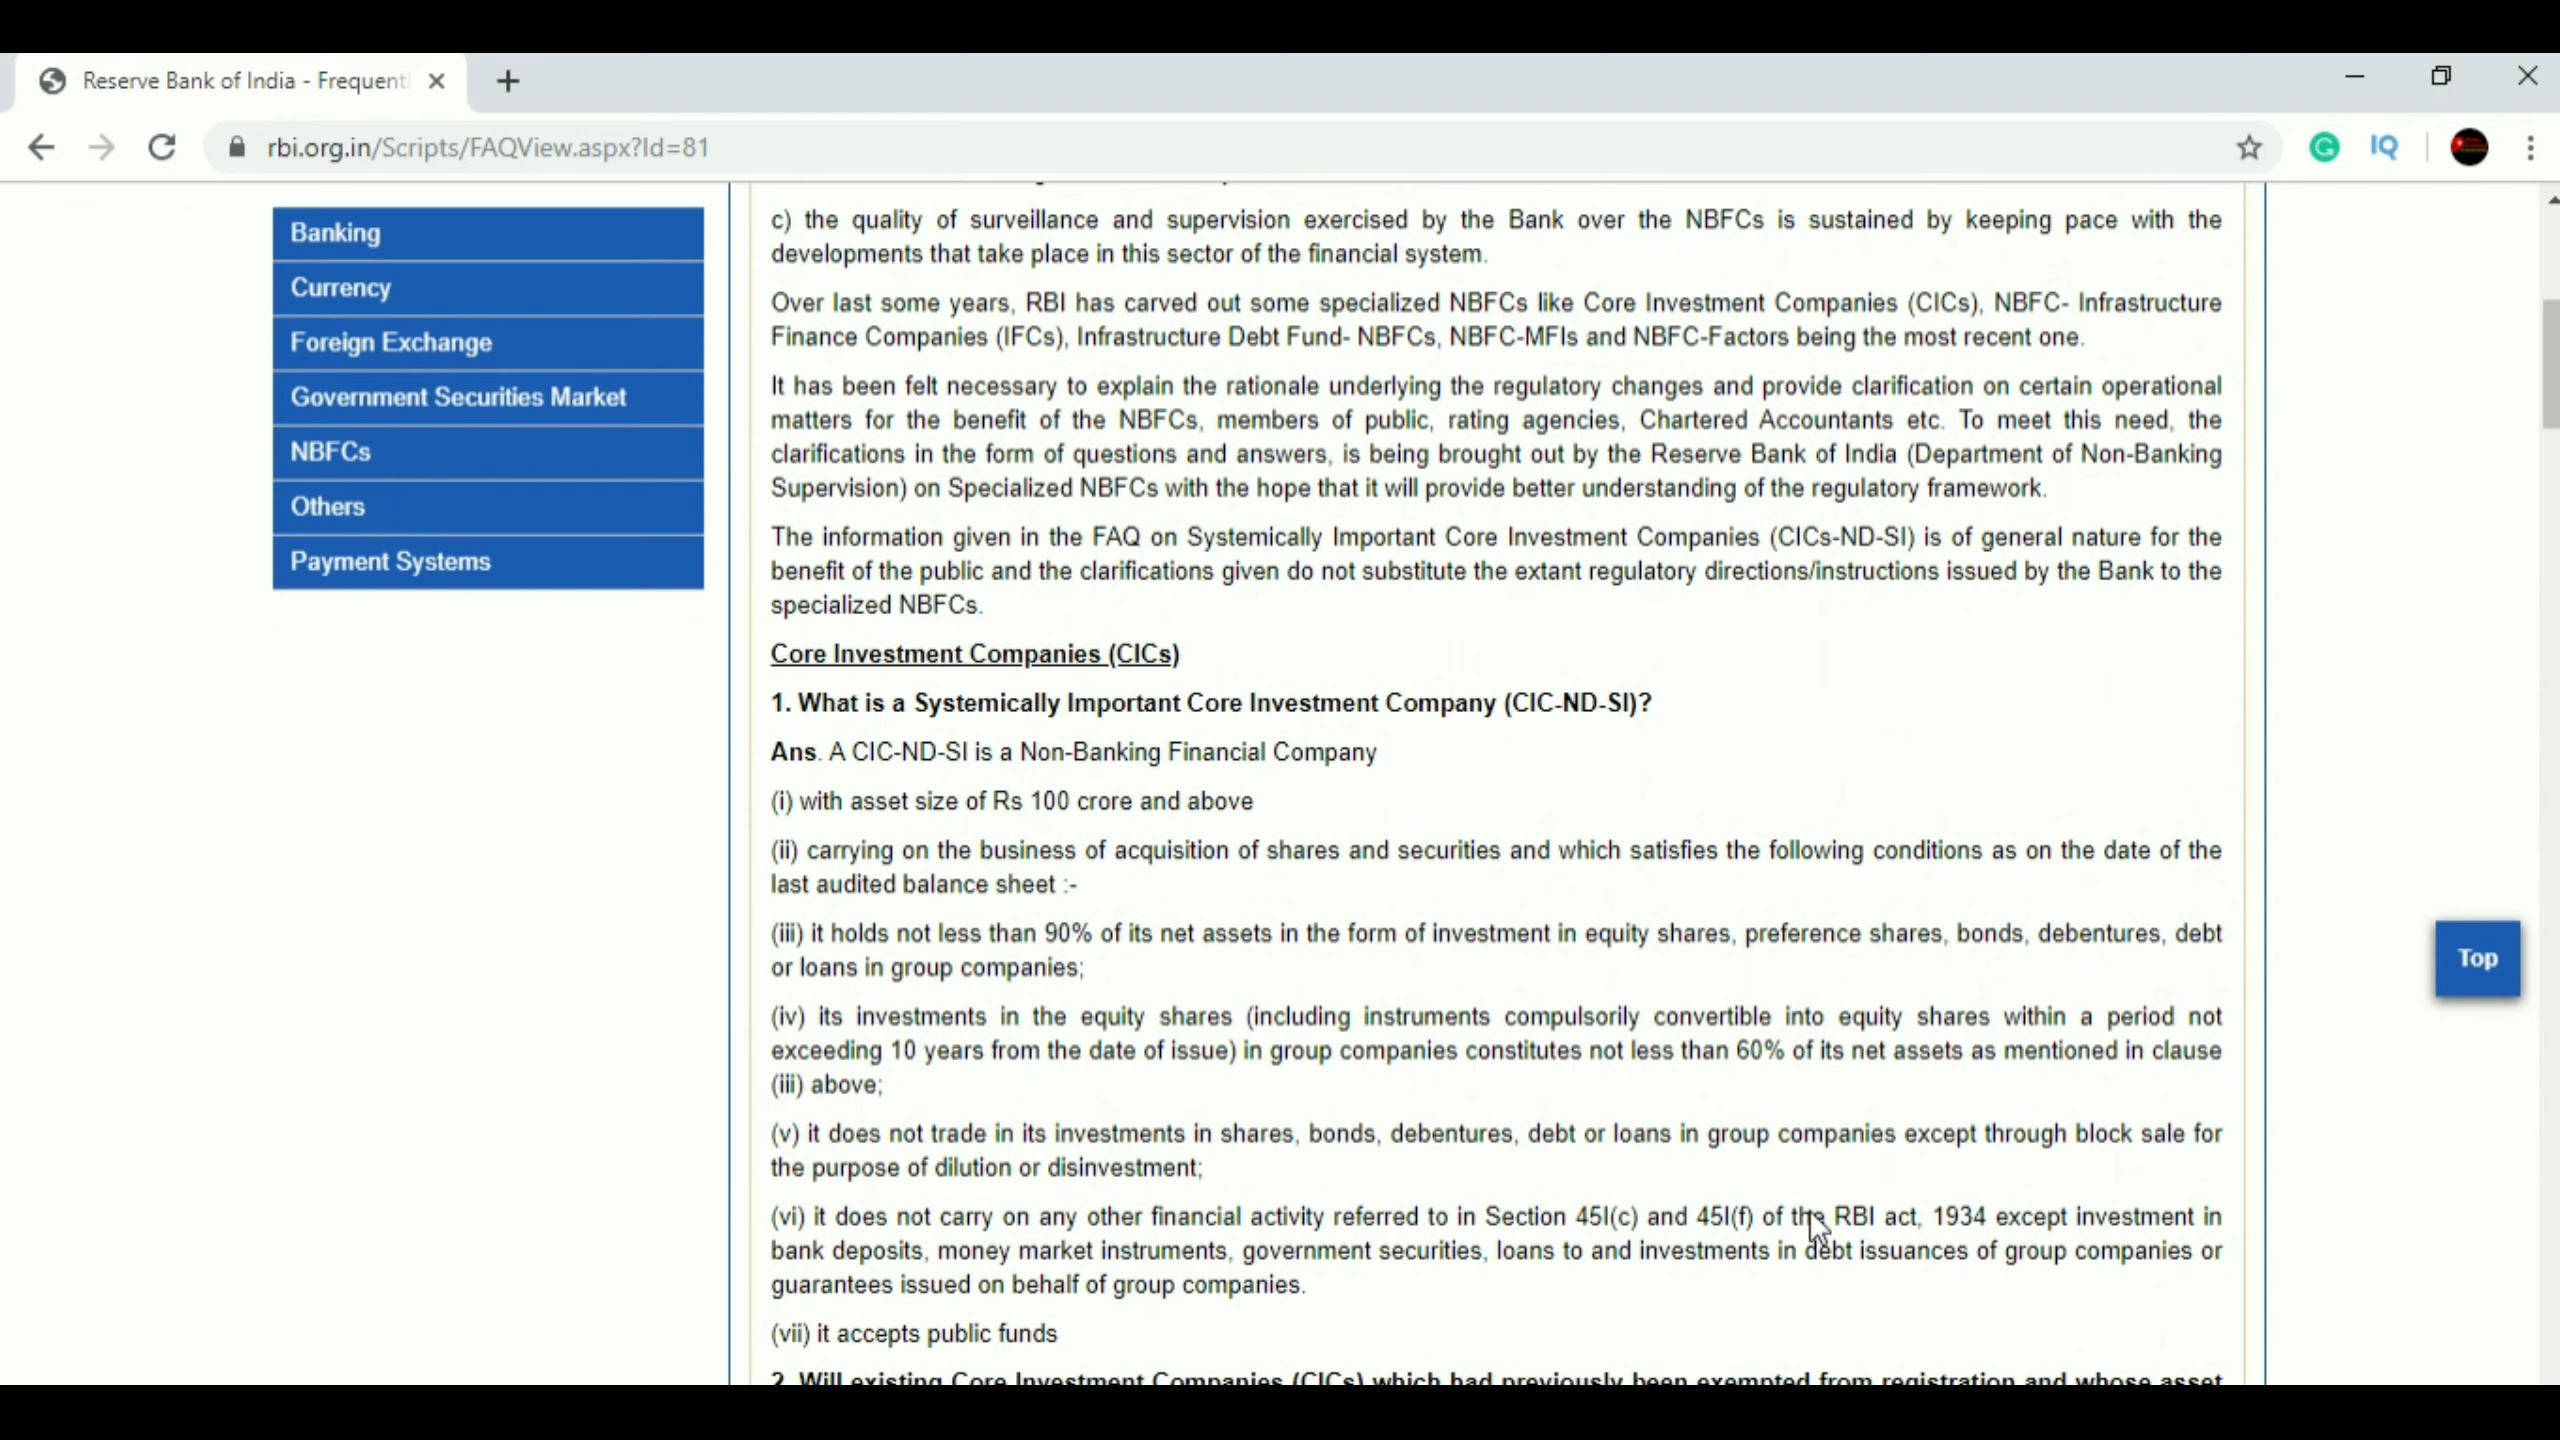 Reserve Bank of India - Frequentl
rbi.org.in/Scripts/FAQView.aspx?Id=81
IQ
Banking
Currency
Foreign Exchange
Government Securities Market
NBFCs
Others
Payment Systems
c) the quality of surveillance and supervision exercised by the Bank over the NBFCs is sustained by keeping pace with the
developments that take place in this sector of the financial system.
Over last some years, RBI has carved out some specialized NBFCs like Core Investment Companies (CICs), NBFC- Infrastructure
Finance Companies (IFCs), Infrastructure Debt Fund- NBFCs, NBFC-MFIs and NBFC-Factors being the most recent one.
It has been felt necessary to explain the rationale underlying the regulatory changes and provide clarification on certain operational
matters for the benefit of the NBFCs, members of public, rating agencies, Chartered Accountants etc. To meet this need, the
clarifications in the form of questions and answers, is being brought out by the Reserve Bank of India (Department of Non-Banking
Supervision) on Specialized NBFCs with the hope that it will provide better understanding of the regulatory framework.
The information given in the FAQ on Systemically Important Core Investment Companies (CICs-ND-SI) is of general nature for the
benefit of the public and the clarifications given do not substitute the extant regulatory directions/instructions issued by the Bank to the
specialized NBFCs.
Core Investment Companies (CICs)
1. What is a Systemically Important Core Investment Company (CIC-ND-SI)?
Ans. A CIC-ND-SI is a Non-Banking Financial Company
(i) with asset size of Rs 100 crore and above
(ii) carrying on the business of acquisition of shares and securities and which satisfies the following conditions as on the date of the
last audited balance sheet :-
(iii) it holds not less than 90% of its net assets in the form of investment in equity shares, preference shares, bonds, debentures, debt
or loans in group companies;
(iv) its investments in the equity shares (including instruments compulsorily convertible into equity shares within a period not
exceeding 10 years from the date of issue) in group companies constitutes not less than 60% of its net assets as mentioned in clause
(iii) above;
(v) it does not trade in its investments in shares, bonds, debentures, debt or loans in group companies except through block sale for
the purpose of dilution or disinvestment;
(vi) it does not carry on any other financial activity referred to in Section 45I(c) and 45I(f) of the RBI act, 1934 except investment in
bank deposits, money market instruments, government securities, loans to and investments in debt issuances of group companies or
guarantees issued on behalf of group companies.
(vii) it accepts public funds
2. Will existing Core Investment Companies (CICs) which had previously been exempted from registration and whose asset
Top